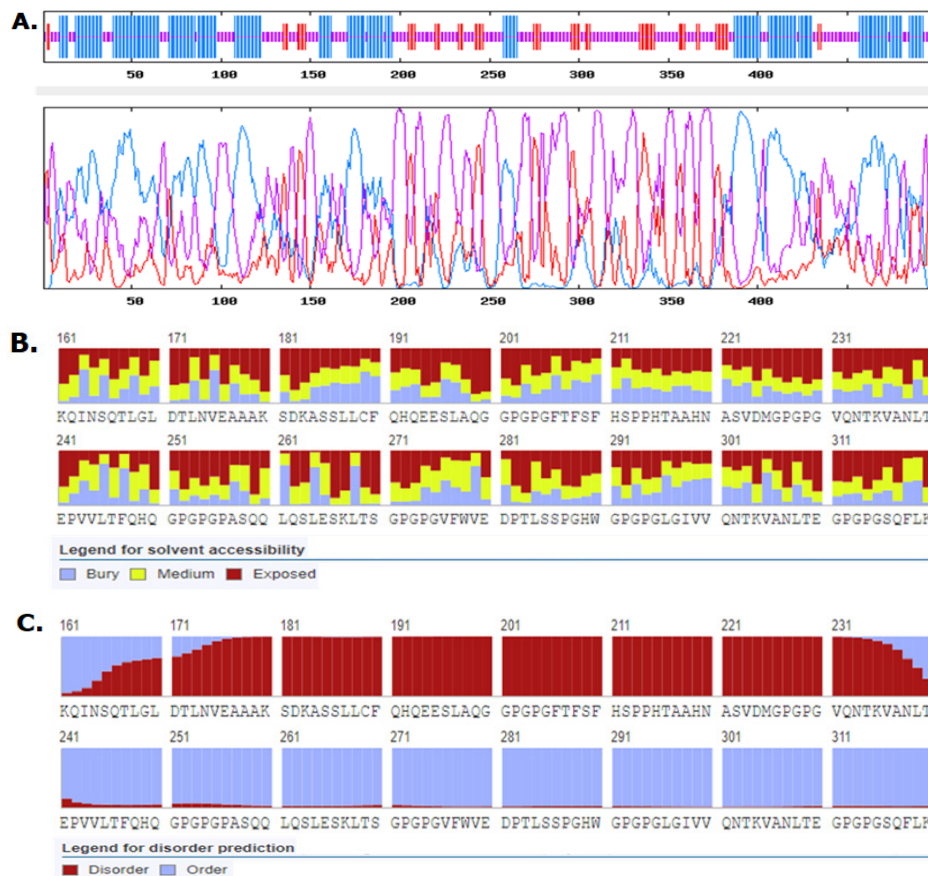 A.
50 100 150 200 250 300 350 400
50 100 150 200 250 300 350 400
B.
161 171 181 191 201 211 221 231
KQINSQTLGL DTLNVEAAAK SDKASSLLCF QHQEESLAQG GPGPGFTFSF HSPPHTAAHN ASVDMGPGPG VQNTKVANLT
241 251 261 271 281 291 301 311
EPVVLTFQHQ GPGPGPASQQ LQSLESKLTS GPGPGVFWVE DPTLSSPGHW GPGPGLGIVV QNTKVANLTE GPGPGSQFLK
Legend for solvent accessibility
Bury Medium Exposed
C.
161 171 181 191 201 211 221 231
KQINSQTLGL DTLNVEAAAK SDKASSLLCF QHQEESLAQG GPGPGFTFSF HSPPHTAAHN ASVDMGPGPG VQNTKVANLT
241 251 261 271 281 291 301 311
EPVVLTFQHQ GPGPGPASQQ LQSLESKLTS GPGPGVFWVE DPTLSSPGHW GPGPGLGIVV QNTKVANLTE GPGPGSQFLK
Legend for disorder prediction
Disorder Order